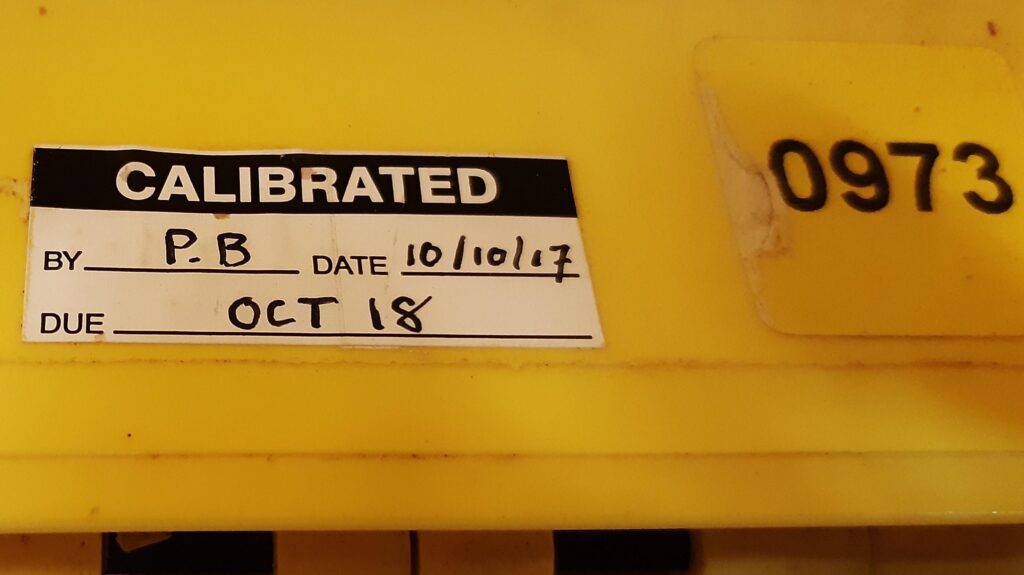 CALIBRATED
BY P.B DATE 10/10/17
DUE OCT 18
0973